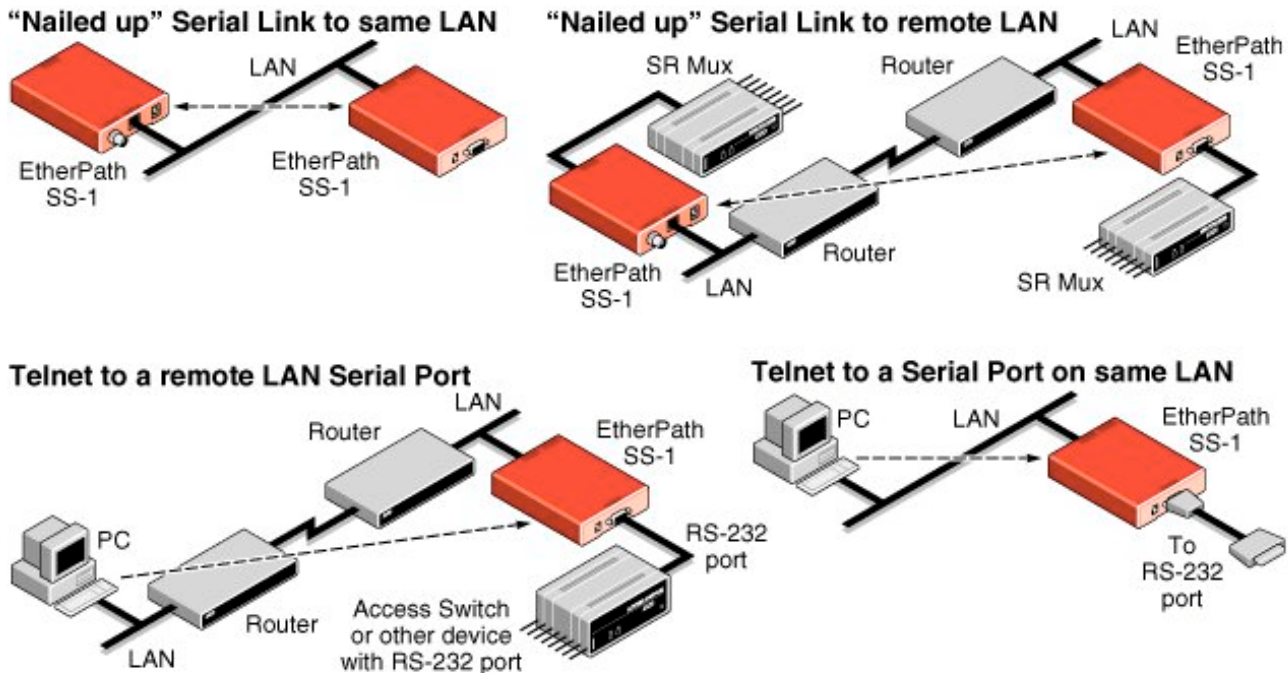 “Nailed up” Serial Link to same LAN
LAN
EtherPath
SS-1
EtherPath
SS-1
“Nailed up” Serial Link to remote LAN
LAN
EtherPath
SS-1
SR Mux
Router
Router
EtherPath
SS-1
LAN
SR Mux
Telnet to a remote LAN Serial Port
LAN
Router
EtherPath
SS-1
PC
RS-232
port
Router
LAN
Access Switch
or other device
with RS-232 port
Telnet to a Serial Port on same LAN
PC
LAN
EtherPath
SS-1
To
RS-232
port